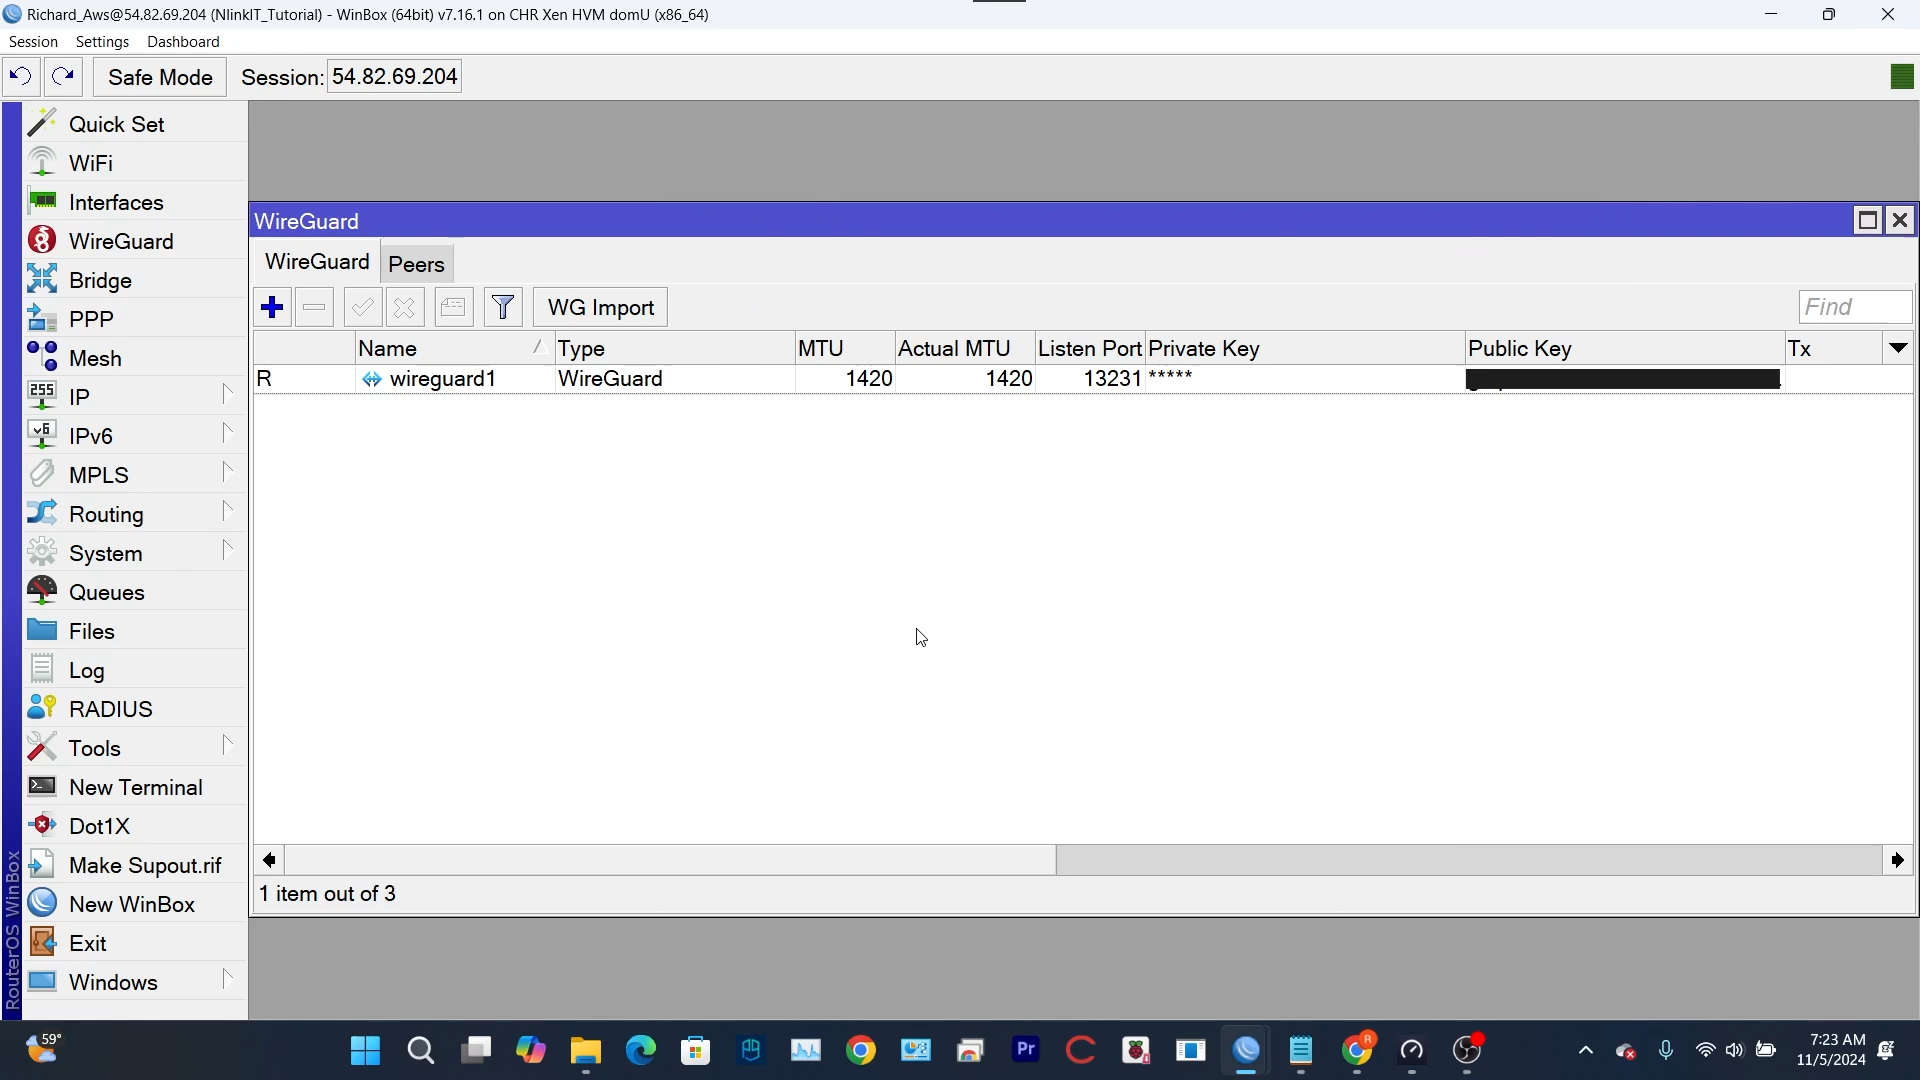 Richard_Aws@54.82.69.204 (NlinkIT_Tutorial) - WinBox (64bit) v7.16.1 on CHR Xen HVM domU (x86_64)
Session Settings Dashboard
Safe Mode Session: 54.82.69.204
Quick Set
WiFi
Interfaces
WireGuard
Bridge
PPP
Mesh
IP
IPv6
MPLS
Routing
System
Queues
Files
Log
RADIUS
Tools
New Terminal
Dot1X
Make Supout.rif
New WinBox
Exit
Windows
RouterOS WinBox
WireGuard
WireGuard Peers
WG Import Find
Name Type MTU Actual MTU Listen Port Private Key Public Key Tx
R wireguard1 WireGuard 1420 1420 13231 *****
1 item out of 3
59°
7:23 AM
11/5/2024